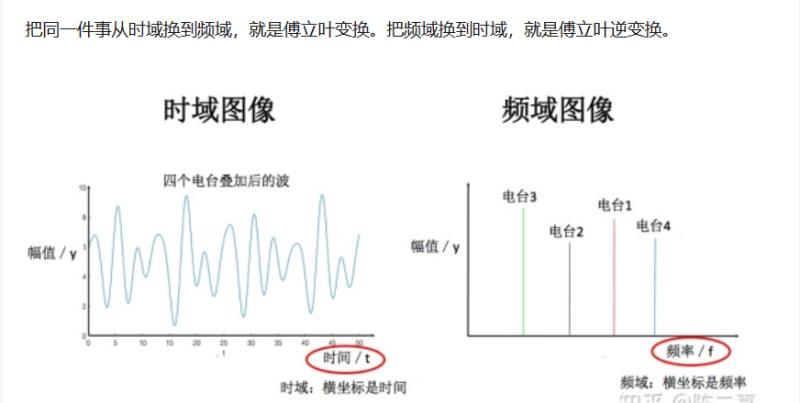 把同一件事从时域换到频域，就是傅立叶变换。把频域换到时域，就是傅立叶逆变换。
时域图像
频域图像
四个电台叠加后的波
幅值 / y
10
8
4
2
0
0 5 10 15 20 25 30 35 40 45 50
t
时间 / t
时域：横坐标是时间
幅值 / y
电台3
电台2
电台1
电台4
频率 / f
频域：横坐标是频率
知乎